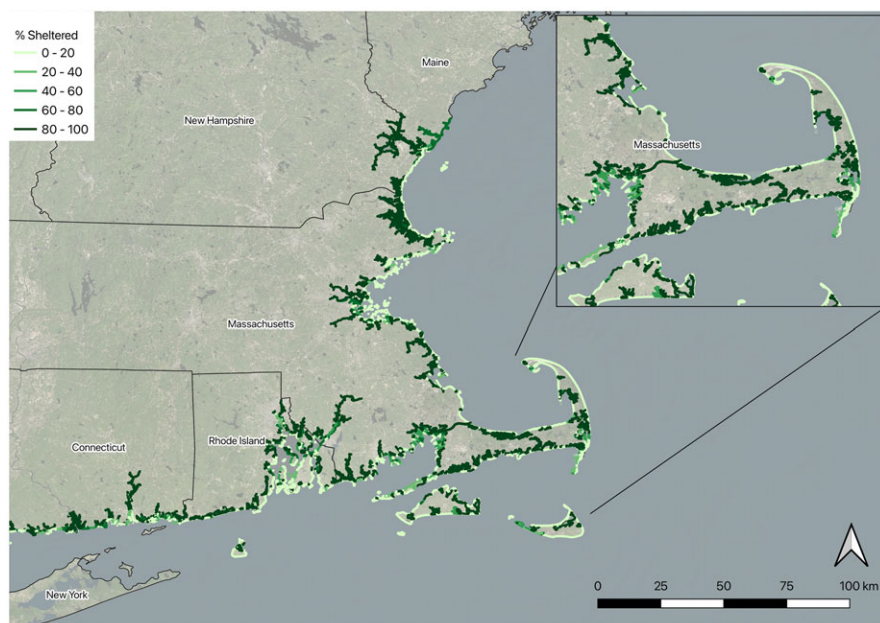 % Sheltered
0 - 20
20 - 40
40 - 60
60 - 80
80 - 100
Maine
New Hampshire
Massachusetts
Massachusetts
Connecticut
Rhode Island
New York
0 25 50 75 100 km